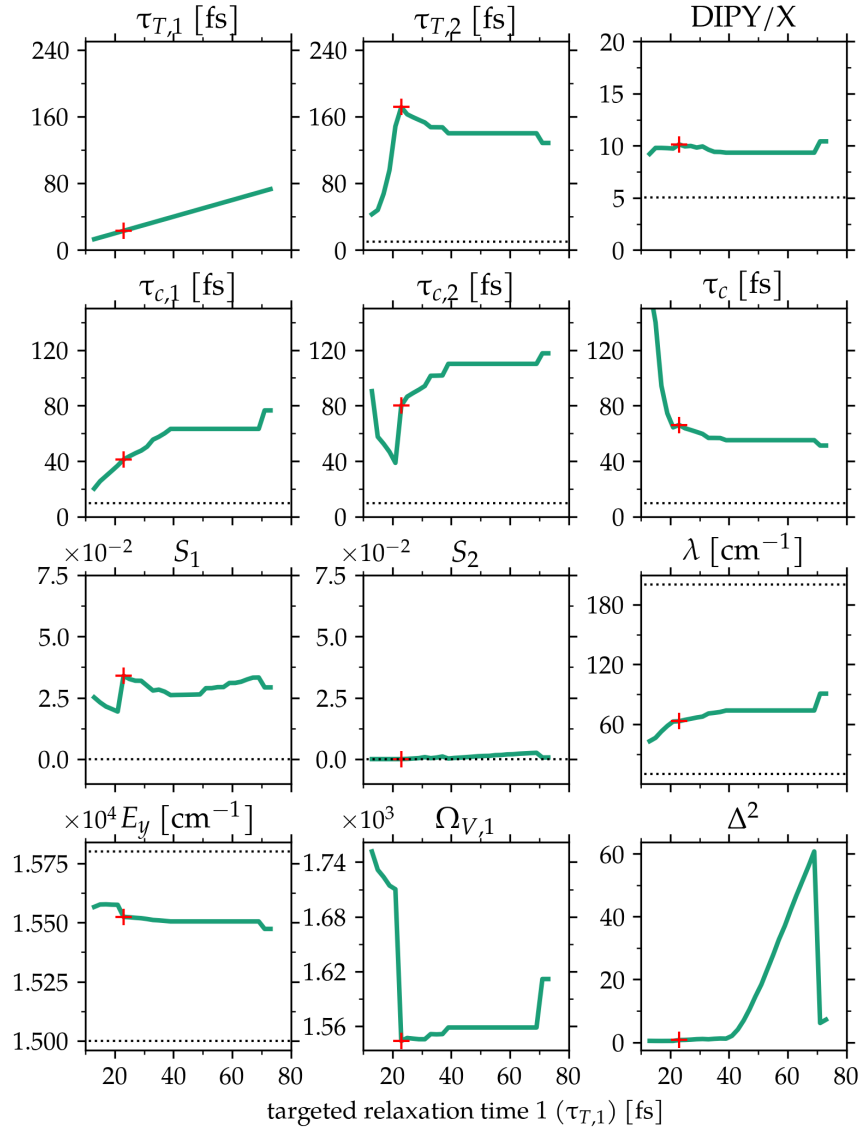 τ_{T,1} [fs] τ_{T,2} [fs] DIPY/X
240 240 20
160 160 15
80 80 10
0 0 5
0
τ_{c,1} [fs] τ_{c,2} [fs] τ_c [fs]
120 120 120
80 80 80
40 40 40
0 0 0
×10⁻² S_1 ×10⁻² S_2 λ [cm⁻¹]
7.5 7.5 180
5.0 5.0 120
2.5 2.5 60
0.0 0.0
×10⁴ E_y [cm⁻¹] ×10³ Ω_{V,1} Δ²
1.575 1.74 60
1.550 1.68 40
1.525 1.62 20
1.500 1.56 0
20 40 60 80 20 40 60 80 20 40 60 80
targeted relaxation time 1 (τ_{T,1}) [fs]